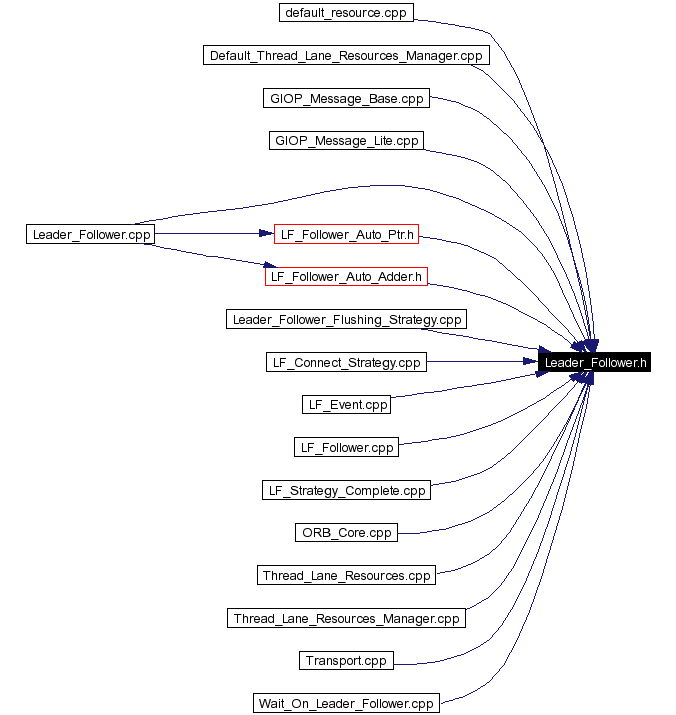 default_resource.cpp
Default_Thread_Lane_Resources_Manager.cpp
GIOP_Message_Base.cpp
GIOP_Message_Lite.cpp
Leader_Follower.cpp
LF_Follower_Auto_Ptr.h
LF_Follower_Auto_Adder.h
Leader_Follower_Flushing_Strategy.cpp
LF_Connect_Strategy.cpp
Leader_Follower.h
LF_Event.cpp
LF_Follower.cpp
LF_Strategy_Complete.cpp
ORB_Core.cpp
Thread_Lane_Resources.cpp
Thread_Lane_Resources_Manager.cpp
Transport.cpp
Wait_On_Leader_Follower.cpp